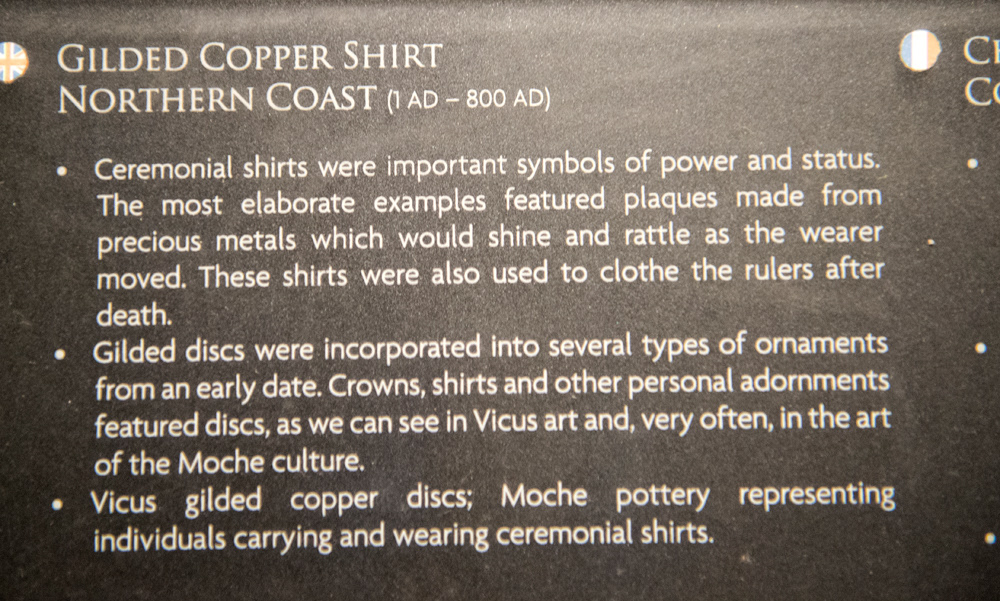 GILDED COPPER SHIRT
NORTHERN COAST (1 AD – 800 AD)
• Ceremonial shirts were important symbols of power and status.
The most elaborate examples featured plaques made from
precious metals which would shine and rattle as the wearer
moved. These shirts were also used to clothe the rulers after
death.
• Gilded discs were incorporated into several types of ornaments
from an early date. Crowns, shirts and other personal adornments
featured discs, as we can see in Vicus art and, very often, in the art
of the Moche culture.
• Vicus gilded copper discs; Moche pottery representing
individuals carrying and wearing ceremonial shirts.